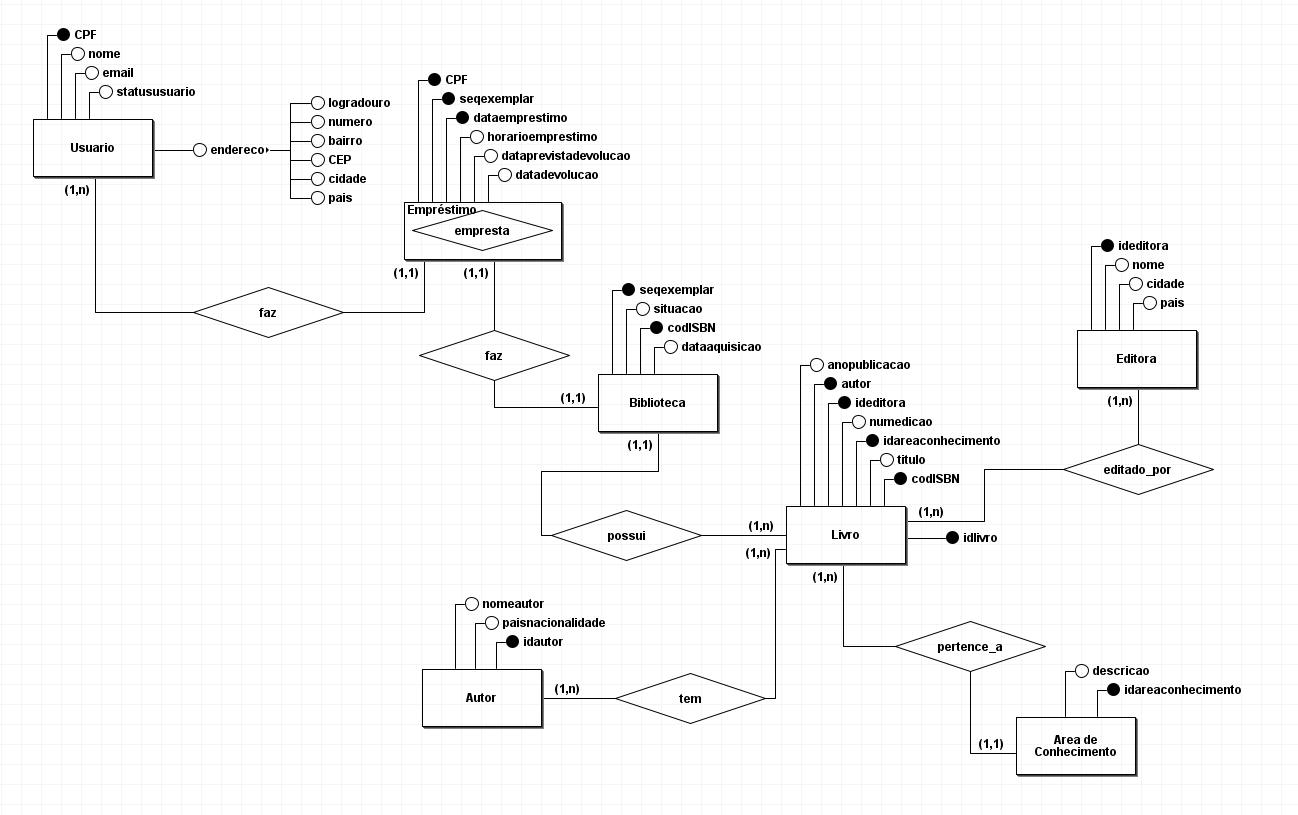 CPF
nome
email
statususuario
Usuario
endereco
logradouro
numero
bairro
CEP
cidade
pais
(1,n)
faz
CPF
seqexemplar
dataemprestimo
horarioemprestimo
dataprevistadevolucao
datadevolucao
Empréstimo
empresta
(1,1)
(1,1)
faz
seqexemplar
situacao
codISBN
dataaquisicao
(1,1)
Biblioteca
(1,1)
possui
(1,n)
ideditora
nome
cidade
pais
Editora
(1,n)
editado_por
anopublicacao
autor
ideditora
numedicao
idareaconhecimento
titulo
codISBN
(1,n)
Livro
idlivro
(1,n)
(1,n)
nomeautor
paisnacionalidade
idautor
Autor
(1,n)
tem
pertence_a
descricao
idareaconhecimento
(1,1)
Area de
Conhecimento